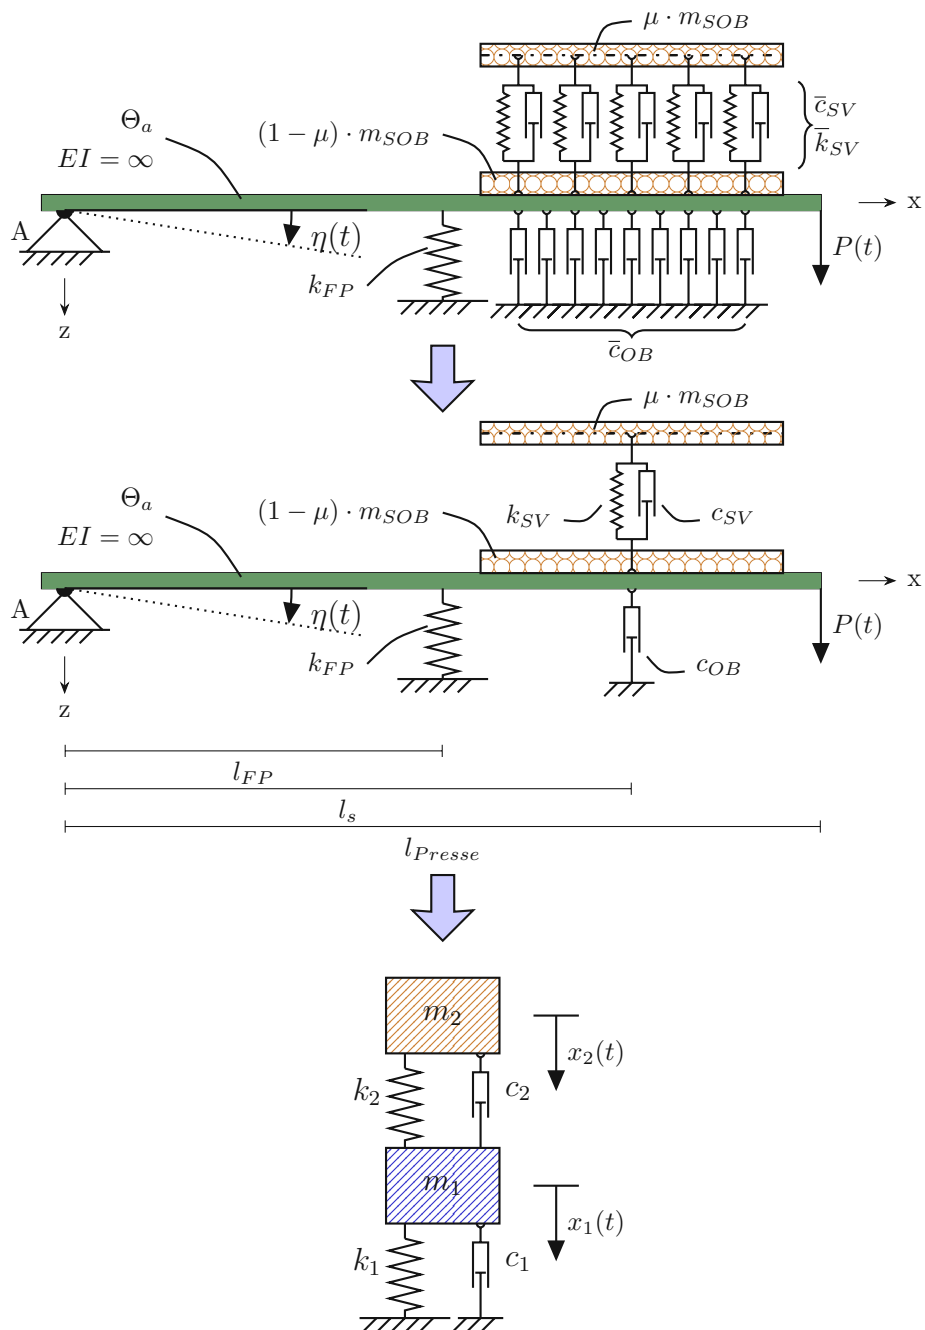 μ · m_SOB
Θ_a
EI = ∞
(1 − μ) · m_SOB
c̅_SV
k̅_SV
x
A
η(t)
k_FP
P(t)
z
c̅_OB
μ · m_SOB
Θ_a
EI = ∞
(1 − μ) · m_SOB
k_SV
c_SV
x
A
η(t)
k_FP
P(t)
c_OB
z
l_FP
l_s
l_Presse
m_2
x_2(t)
k_2
c_2
m_1
x_1(t)
k_1
c_1